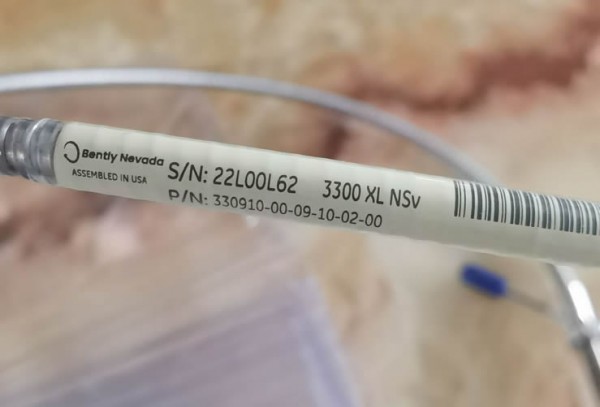 Bently Nevada
ASSEMBLED IN USA
S/N: 22L00L62 3300 XL NSv
P/N: 330910-00-09-10-02-00